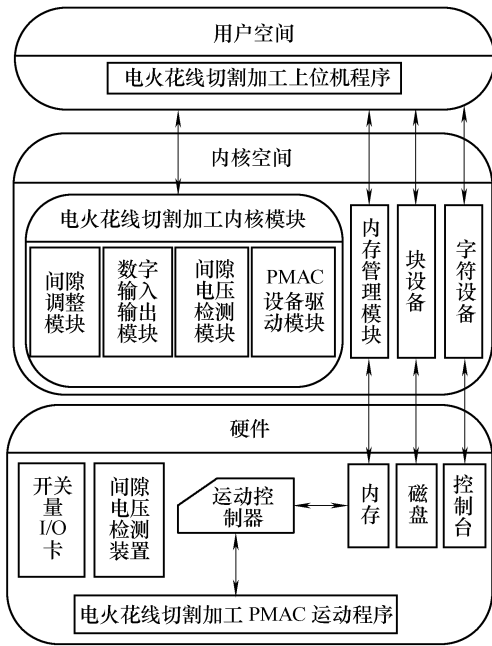 用户空间
电火花线切割加工上位机程序
内核空间
电火花线切割加工内核模块
间隙
调整
模块
数字
输入
输出
模块
间隙
电压
检测
模块
PMAC
设备驱
动模块
内存管理模块
块设备
字符设备
硬件
开关
量
I/O
卡
间隙
电压
检测
装置
运动控
制器
内存
磁盘
控制台
电火花线切割加工 PMAC 运动程序